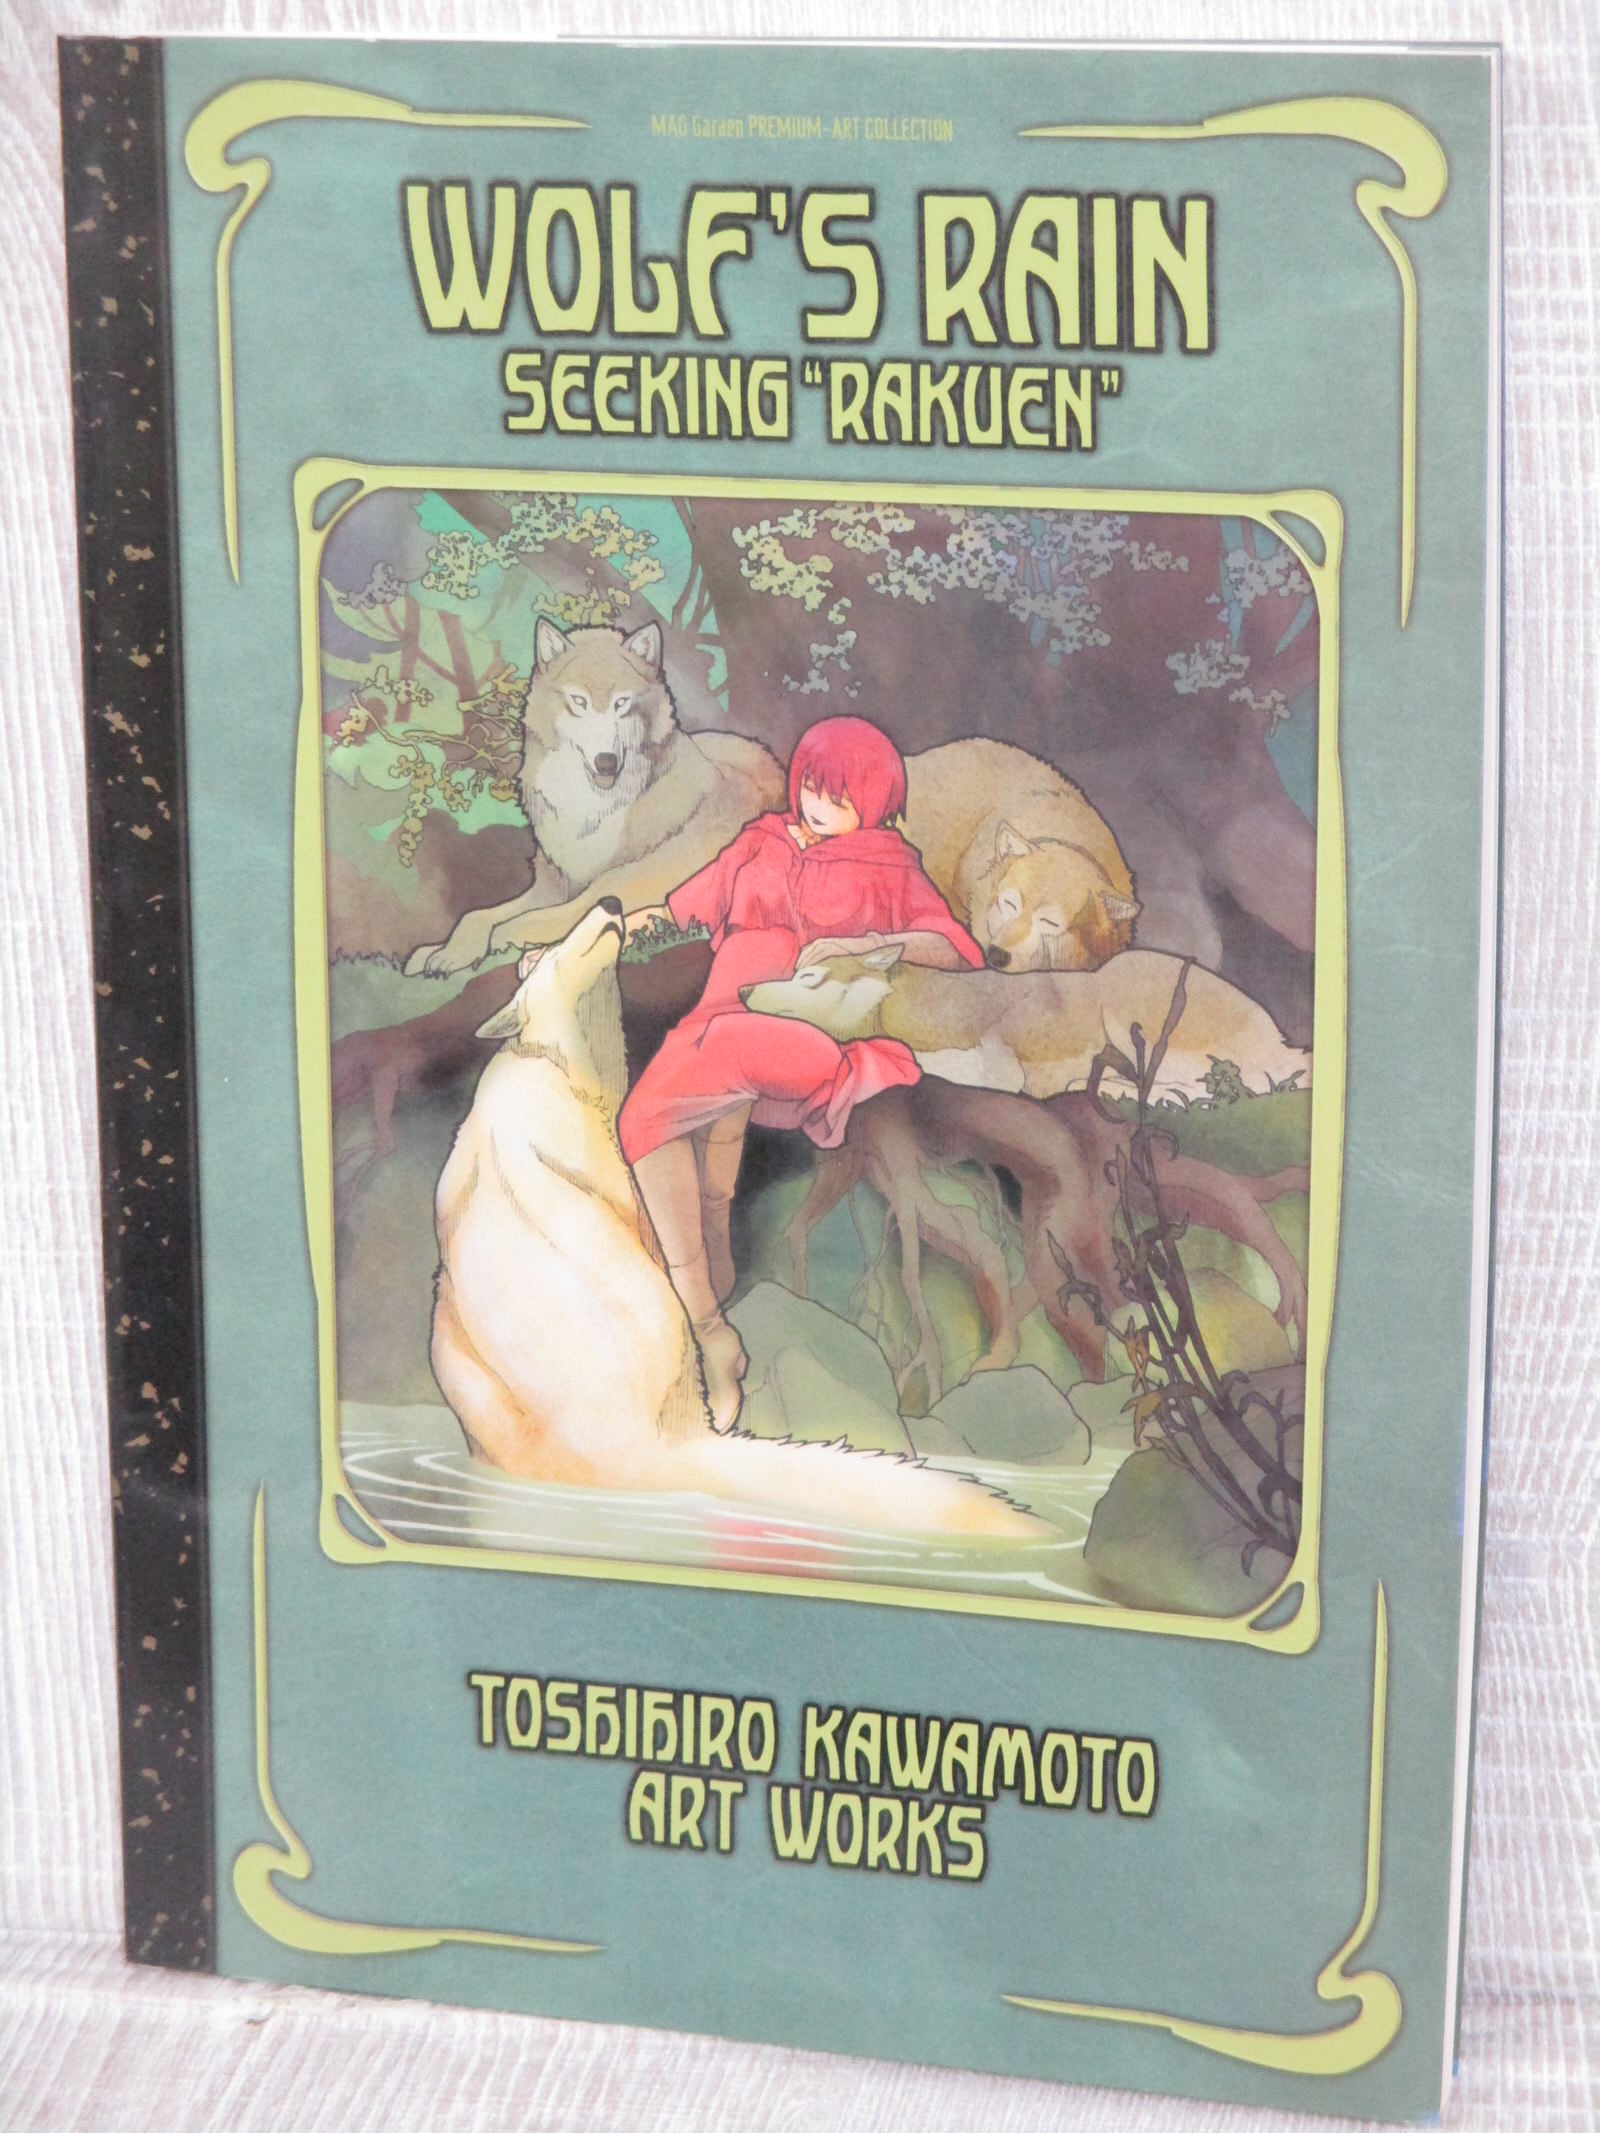 MAG Garden PREMIUM-ART COLLECTION
WOLF'S RAIN
SEEKING “RAKUEN”
TOSHIHIRO KAWAMOTO
ART WORKS